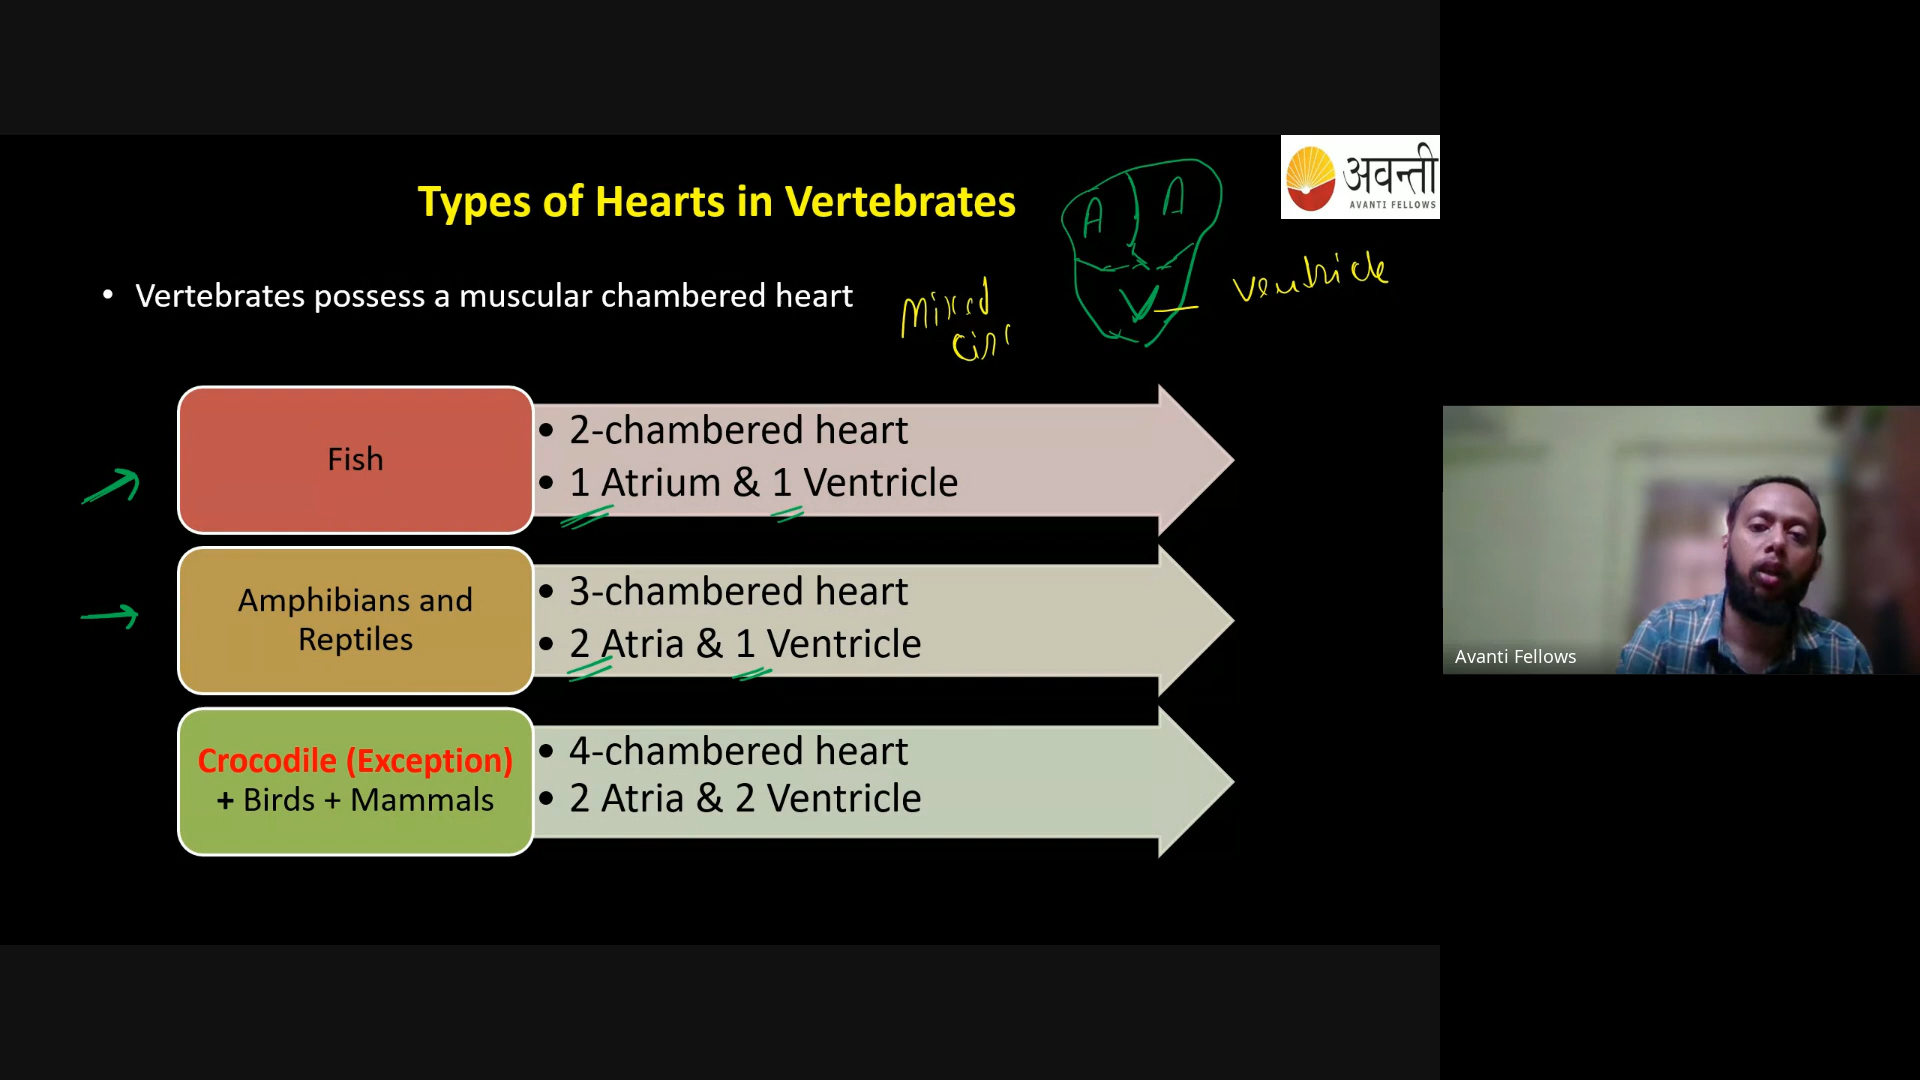 अवन्ती
AVANTI FELLOWS
Types of Hearts in Vertebrates
A A
V
ventricle
• Vertebrates possess a muscular chambered heart
Mixed
Fish
• 2-chambered heart
• 1 Atrium & 1 Ventricle
Amphibians and
Reptiles
• 3-chambered heart
• 2 Atria & 1 Ventricle
Crocodile (Exception)
+ Birds + Mammals
• 4-chambered heart
• 2 Atria & 2 Ventricle
Avanti Fellows